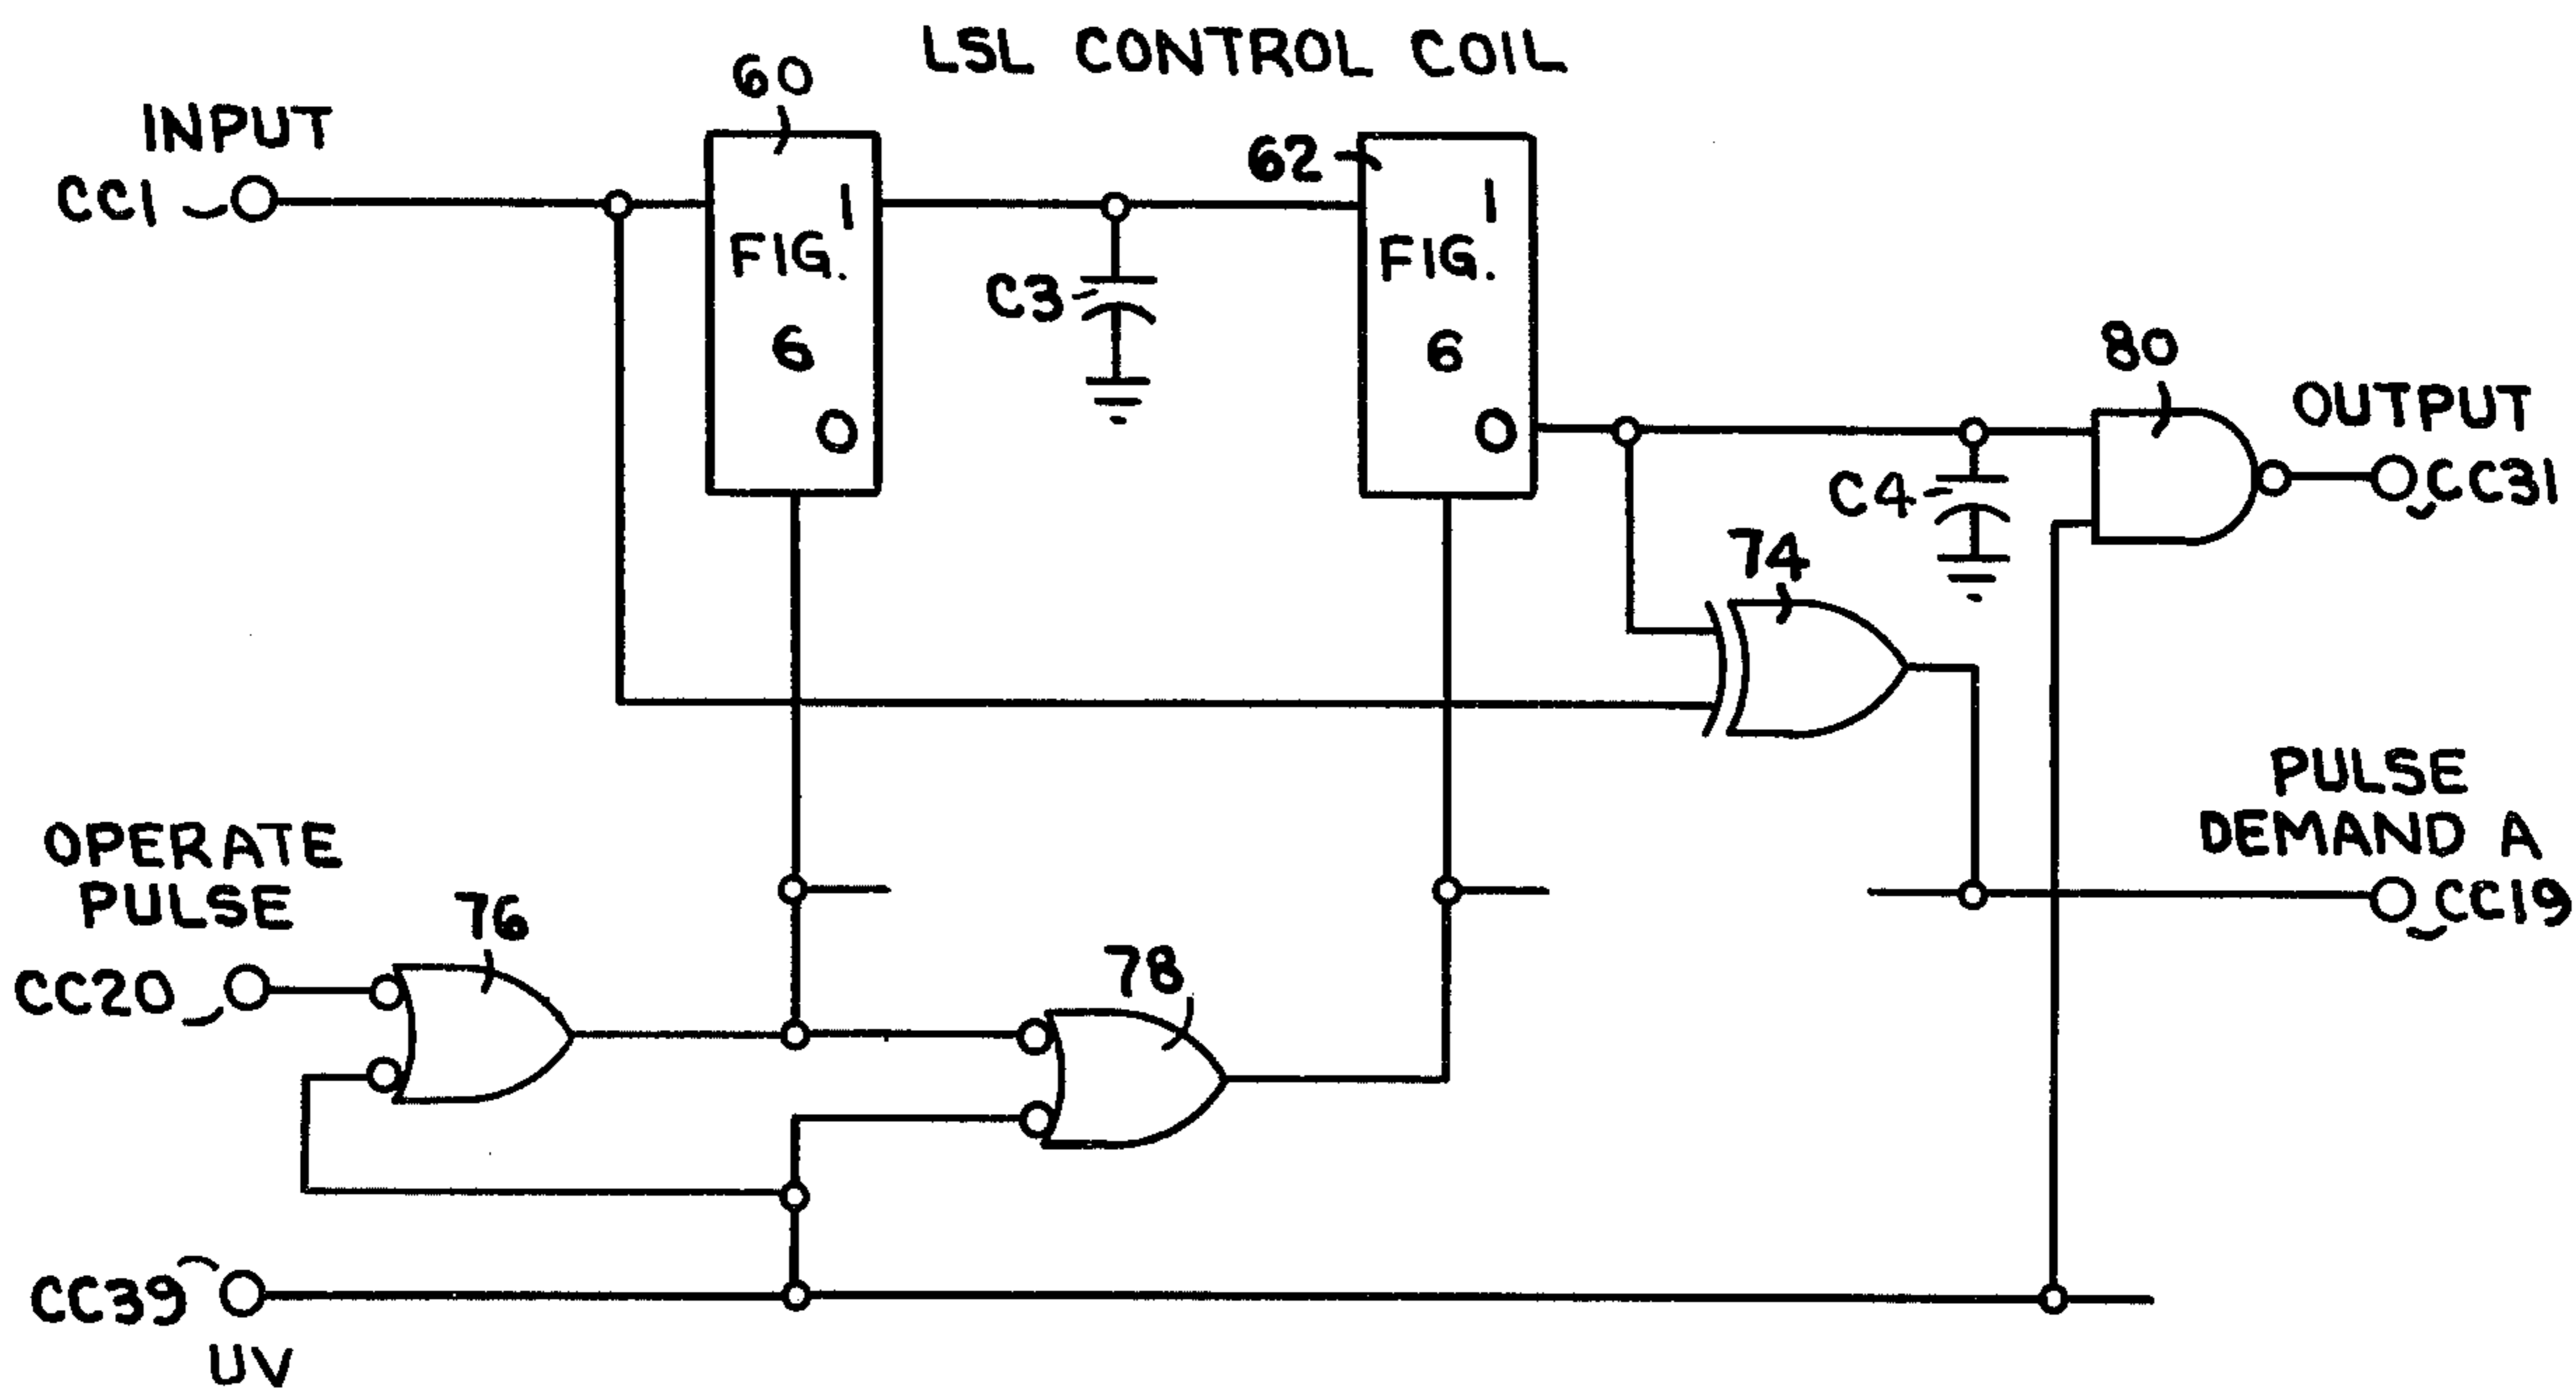 LSL CONTROL COIL
60
INPUT
CC1
1
FIG.
6
0
C3
62
1
FIG.
6
0
80
OUTPUT
CC31
C4
74
PULSE
DEMAND A
CC19
OPERATE
PULSE
76
CC20
78
CC39
UV